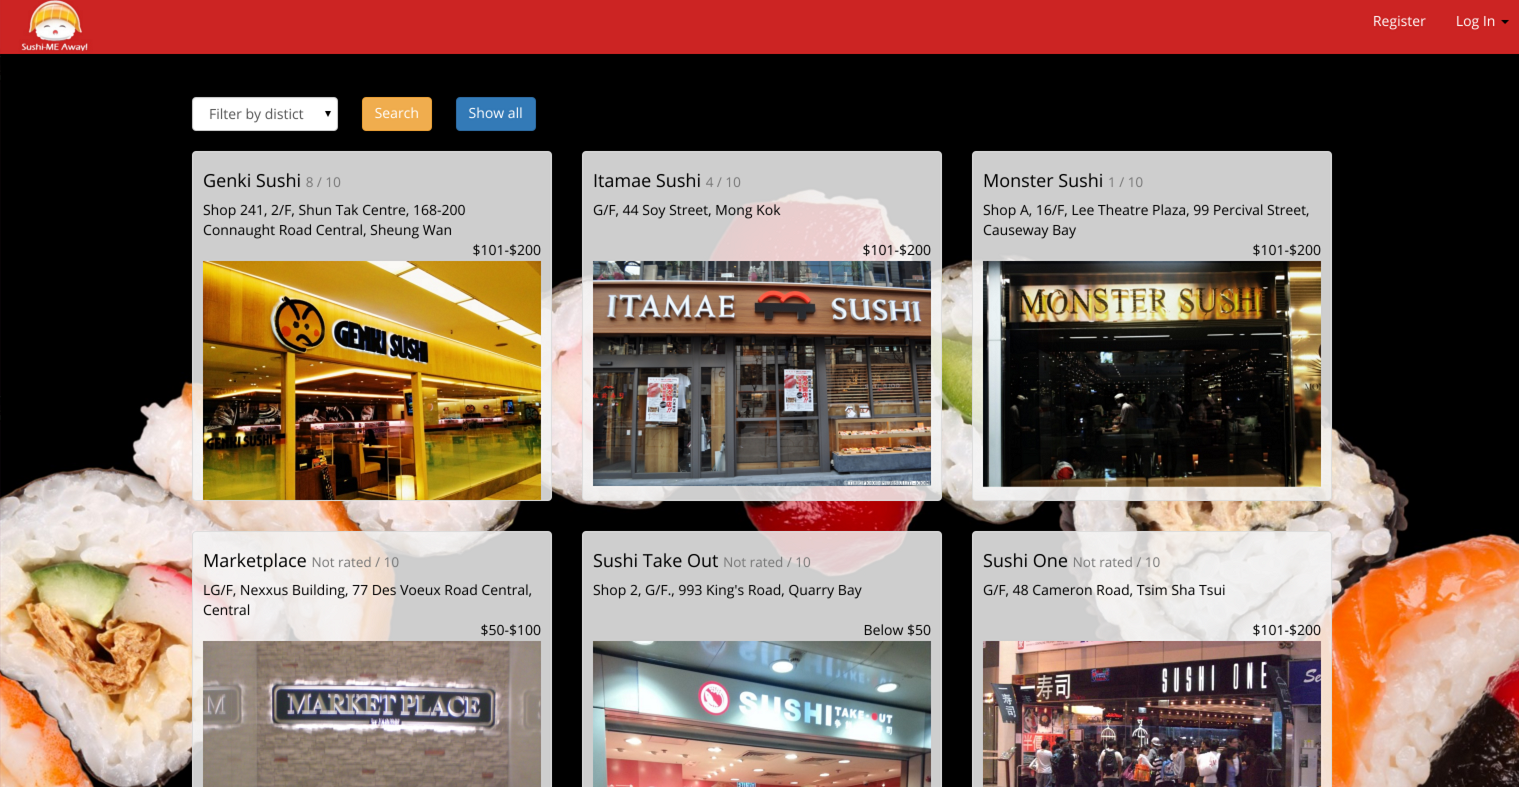 Sushi-ME Away!
Register
Log In
Filter by distict
Search
Show all
Genki Sushi 8 / 10
Shop 241, 2/F, Shun Tak Centre, 168-200
Connaught Road Central, Sheung Wan
$101-$200
GENKI SUSHI
GENKI SUSHI
Itamae Sushi 4 / 10
G/F, 44 Soy Street, Mong Kok
$101-$200
ITAMAE SUSHI
Monster Sushi 1 / 10
Shop A, 16/F, Lee Theatre Plaza, 99 Percival Street,
Causeway Bay
$101-$200
MONSTER SUSHI
Marketplace Not rated / 10
LG/F, Nexxus Building, 77 Des Voeux Road Central,
Central
$50-$100
M
MARKET PLACE
Sushi Take Out Not rated / 10
Shop 2, G/F., 993 King's Road, Quarry Bay
Below $50
SUSHI TAKE-OUT
Sushi One Not rated / 10
G/F, 48 Cameron Road, Tsim Sha Tsui
$101-$200
一寿司
SUSHI ONE
Se